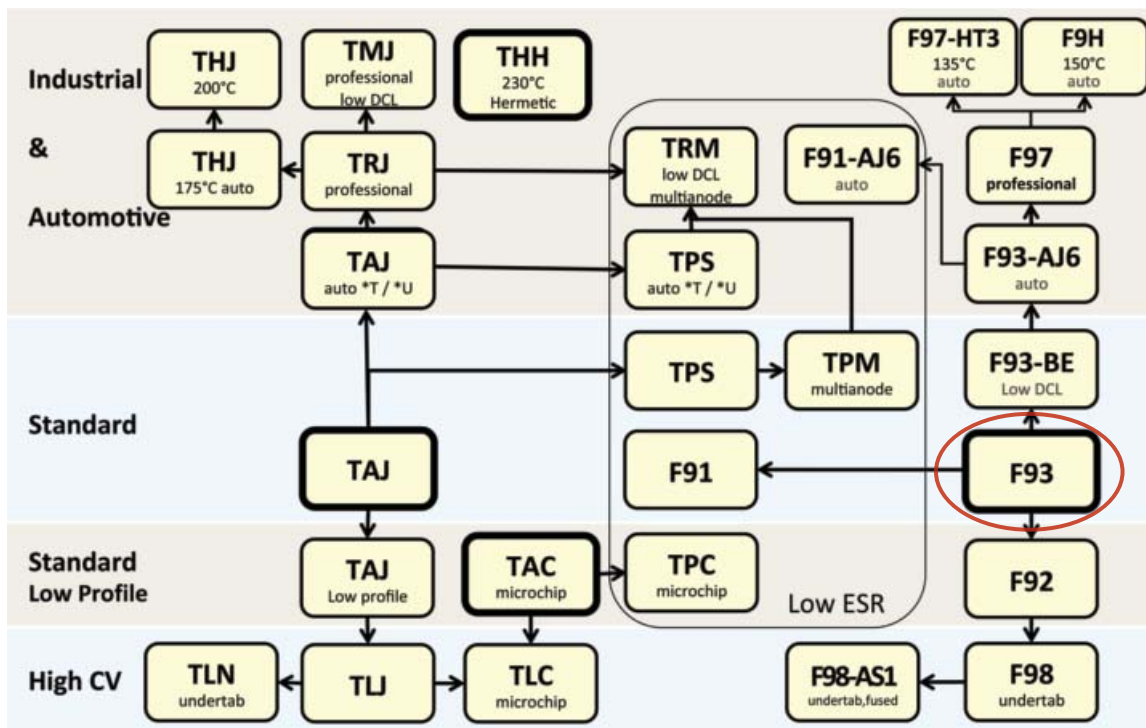 Industrial
&
Automotive
THJ
200°C
TMJ
professional
low DCL
THH
230°C
Hermetic
F97-HT3
135°C
auto
F9H
150°C
auto
THJ
175°C auto
TRJ
professional
TRM
low DCL
multianode
F91-AJ6
auto
F97
professional
TAJ
auto *T / *U
TPS
auto *T / *U
F93-AJ6
auto
Standard
TPS
TPM
multianode
F93-BE
Low DCL
TAJ
F91
F93
Standard
Low Profile
TAJ
Low profile
TAC
microchip
TPC
microchip
Low ESR
F92
High CV
TLN
undertab
TLJ
TLC
microchip
F98-AS1
undertab,fused
F98
undertab